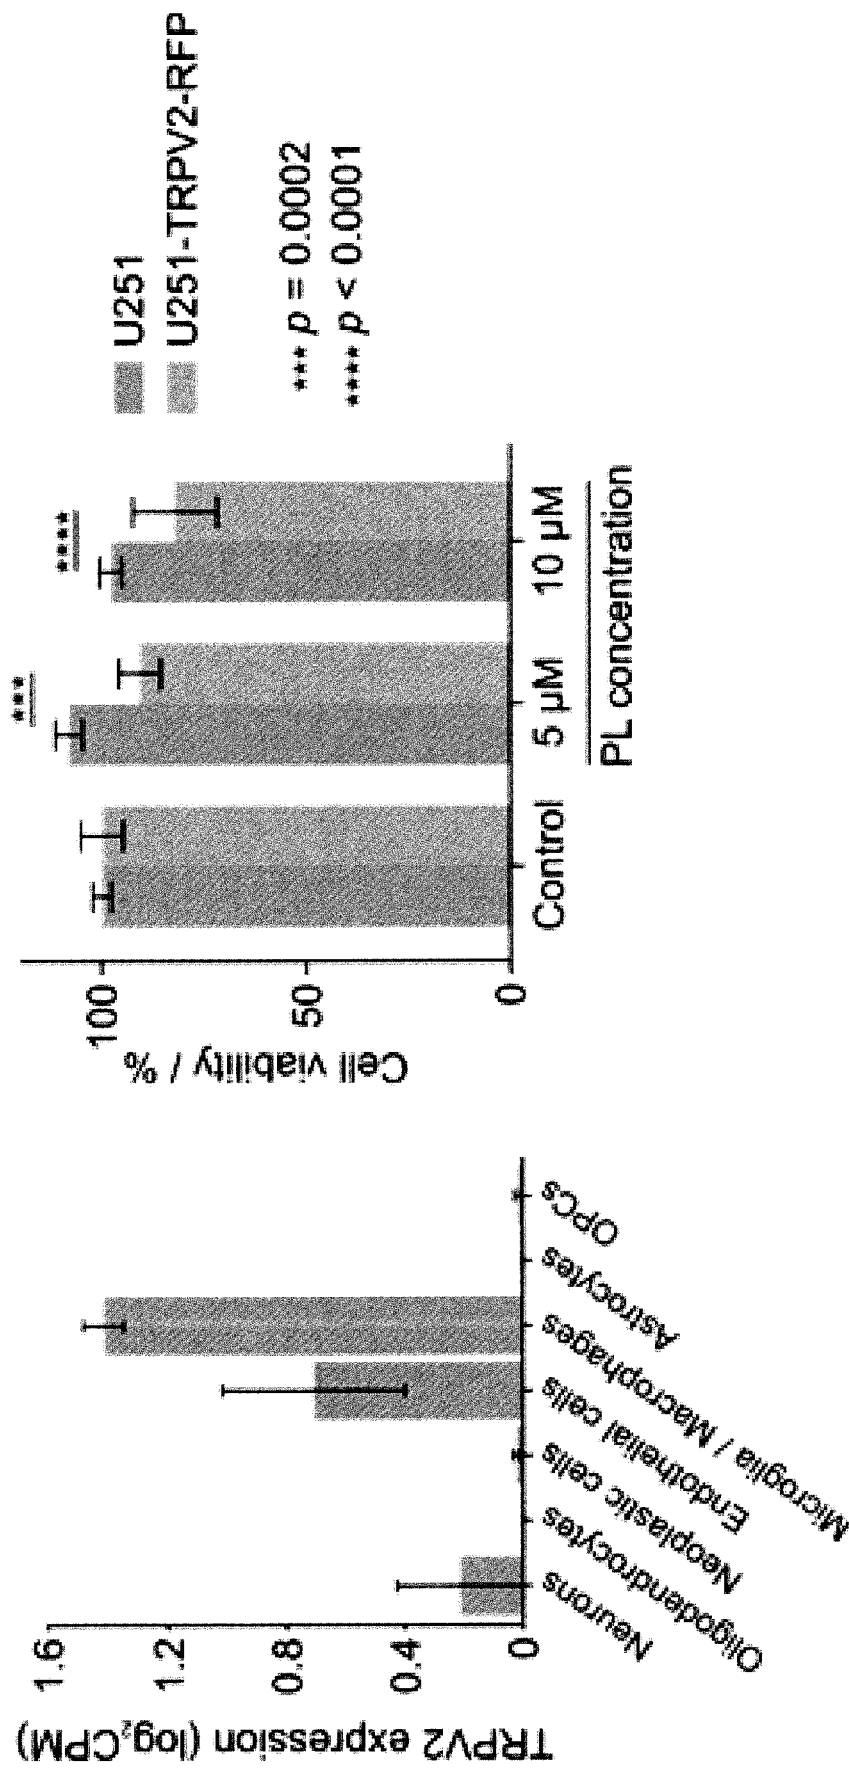 TRPV2 expression (log₂CPM)
1.6
1.2
0.8
0.4
0
Neurons
Oligodendrocytes
Neoplastic cells
Endothelial cells
Microglia / Macrophages
Astrocytes
OPCs
Cell viability / %
100
50
0
Control
5 µM
10 µM
PL concentration
***
****
U251
U251-TRPV2-RFP
*** p = 0.0002
**** p < 0.0001